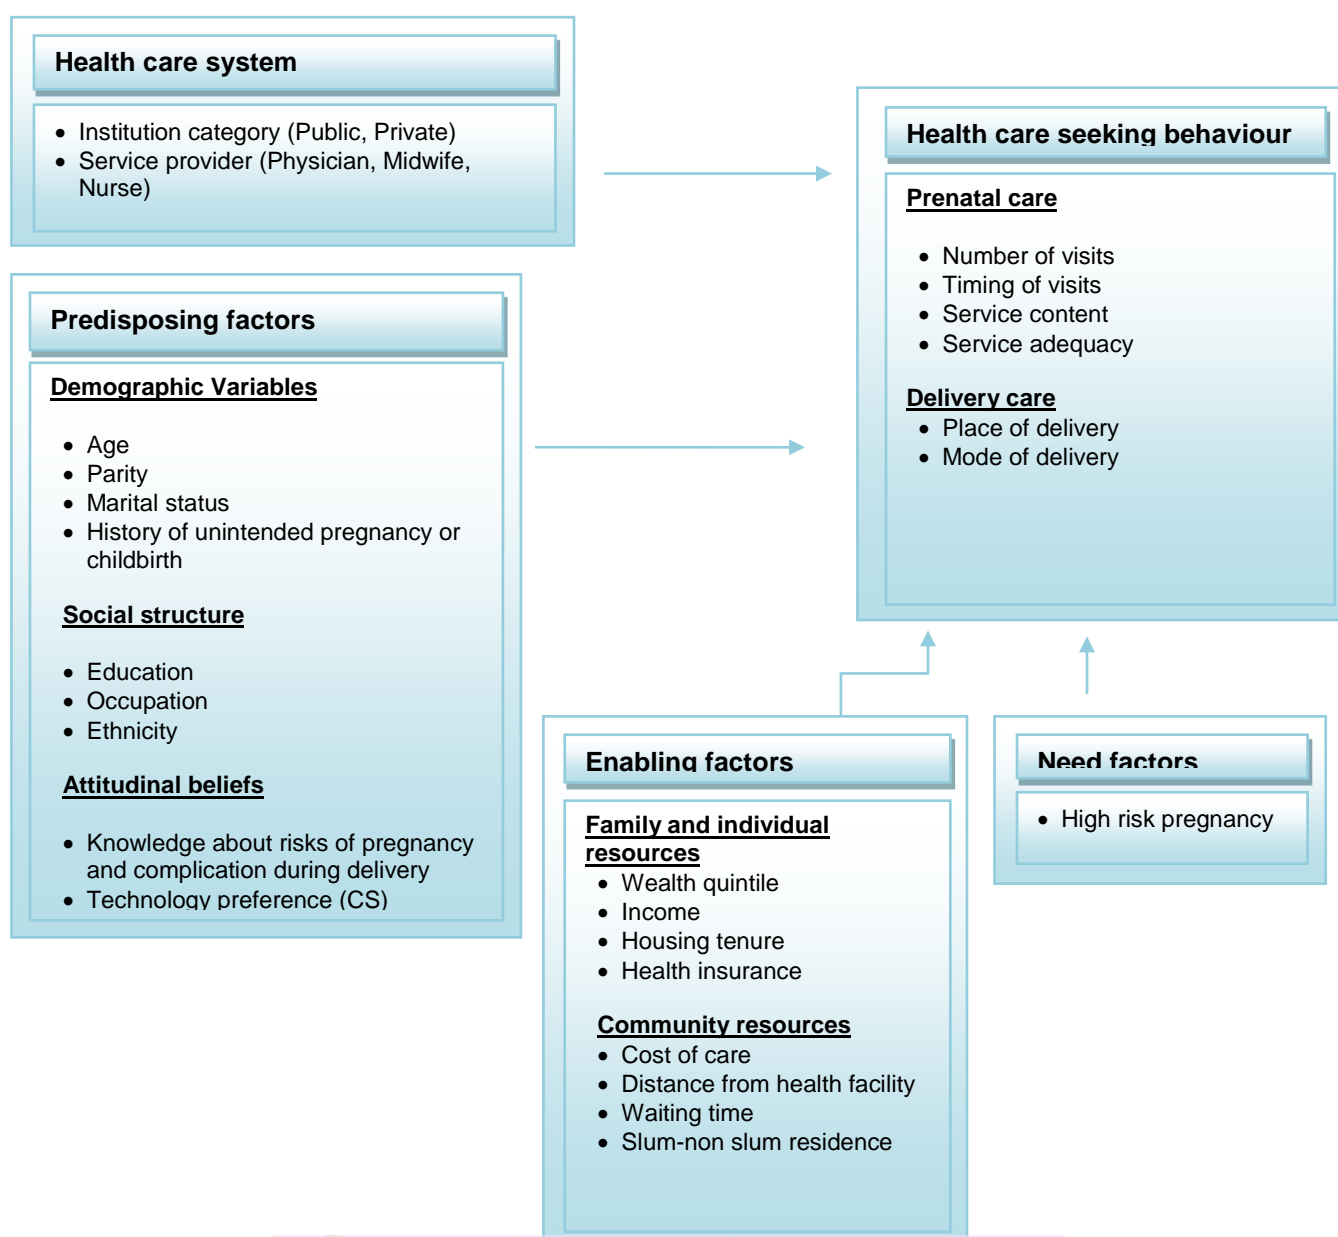 Health care system
• Institution category (Public, Private)
• Service provider (Physician, Midwife,
Nurse)
Predisposing factors
Demographic Variables
• Age
• Parity
• Marital status
• History of unintended pregnancy or
childbirth
Social structure
• Education
• Occupation
• Ethnicity
Attitudinal beliefs
• Knowledge about risks of pregnancy
and complication during delivery
• Technology preference (CS)
Health care seeking behaviour
Prenatal care
• Number of visits
• Timing of visits
• Service content
• Service adequacy
Delivery care
• Place of delivery
• Mode of delivery
Enabling factors
Family and individual
resources
• Wealth quintile
• Income
• Housing tenure
• Health insurance
Community resources
• Cost of care
• Distance from health facility
• Waiting time
• Slum-non slum residence
Need factors
• High risk pregnancy